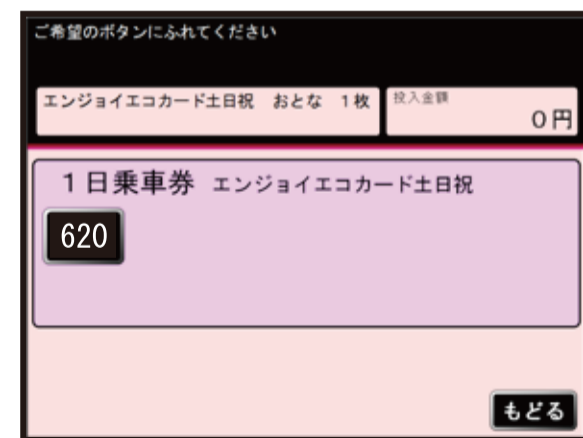 ご希望のボタンにふれてください
エンジョイエコカード土日祝 おとな 1枚
投入金額
0円
1日乗車券 エンジョイエコカード土日祝
620
もどる